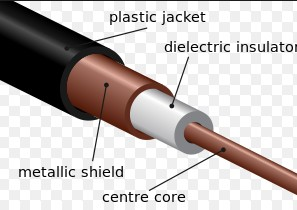 plastic jacket
dielectric insulator
metallic shield
centre core